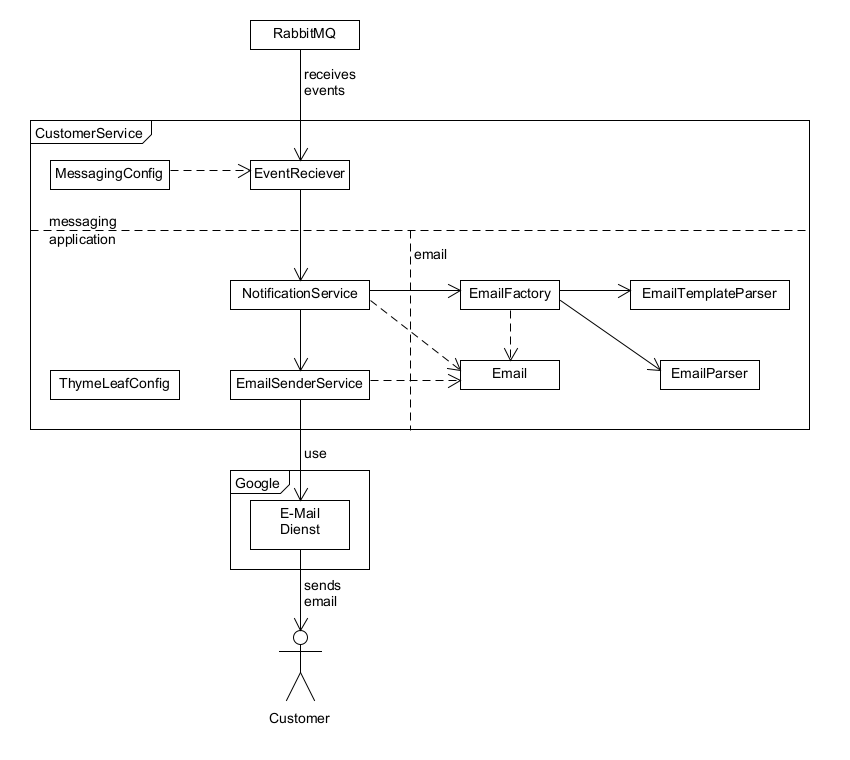 RabbitMQ
receives
events
CustomerService
MessagingConfig
EventReciever
messaging
application
email
NotificationService
EmailFactory
EmailTemplateParser
ThymeLeafConfig
EmailSenderService
Email
EmailParser
use
Google
E-Mail
Dienst
sends
email
Customer